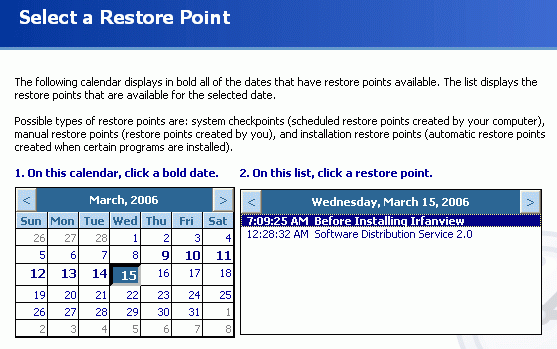 Select a Restore Point
The following calendar displays in bold all of the dates that have restore points available. The list displays the
restore points that are available for the selected date.
Possible types of restore points are: system checkpoints (scheduled restore points created by your computer),
manual restore points (restore points created by you), and installation restore points (automatic restore points
created when certain programs are installed).
1. On this calendar, click a bold date.
2. On this list, click a restore point.
< March, 2006 >
Sun Mon Tue Wed Thu Fri Sat
26 27 28 1 2 3 4
5 6 7 8 9 10 11
12 13 14 15 16 17 18
19 20 21 22 23 24 25
26 27 28 29 30 31 1
2 3 4 5 6 7 8
< Wednesday, March 15, 2006 >
7:09:25 AM Before Installing Irfanview
12:28:32 AM Software Distribution Service 2.0